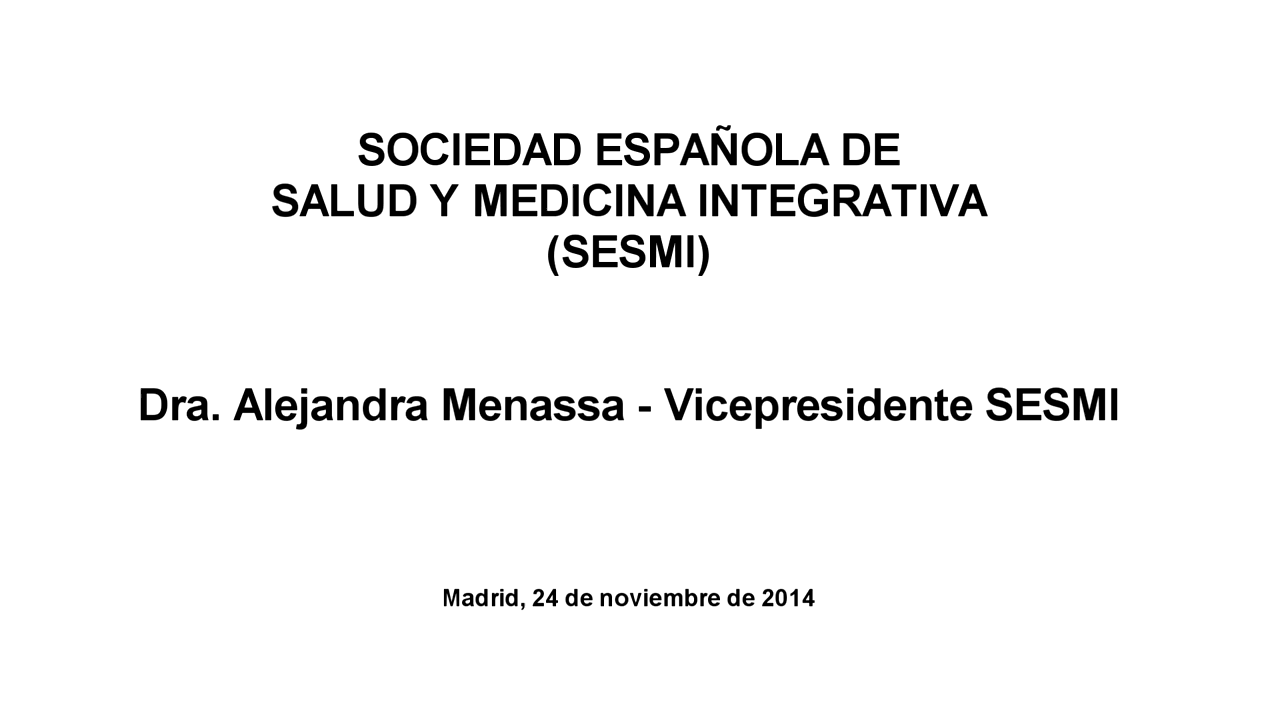 SOCIEDAD ESPAÑOLA DE
SALUD Y MEDICINA INTEGRATIVA
(SESMI)
Dra. Alejandra Menassa - Vicepresidente SESMI
Madrid, 24 de noviembre de 2014